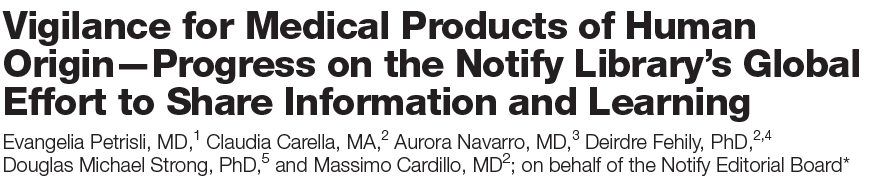 Vigilance for Medical Products of Human
Origin—Progress on the Notify Library’s Global
Effort to Share Information and Learning
Evangelia Petrisli, MD,¹ Claudia Carella, MA,² Aurora Navarro, MD,³ Deirdre Fehily, PhD,²,⁴
Douglas Michael Strong, PhD,⁵ and Massimo Cardillo, MD²; on behalf of the Notify Editorial Board*